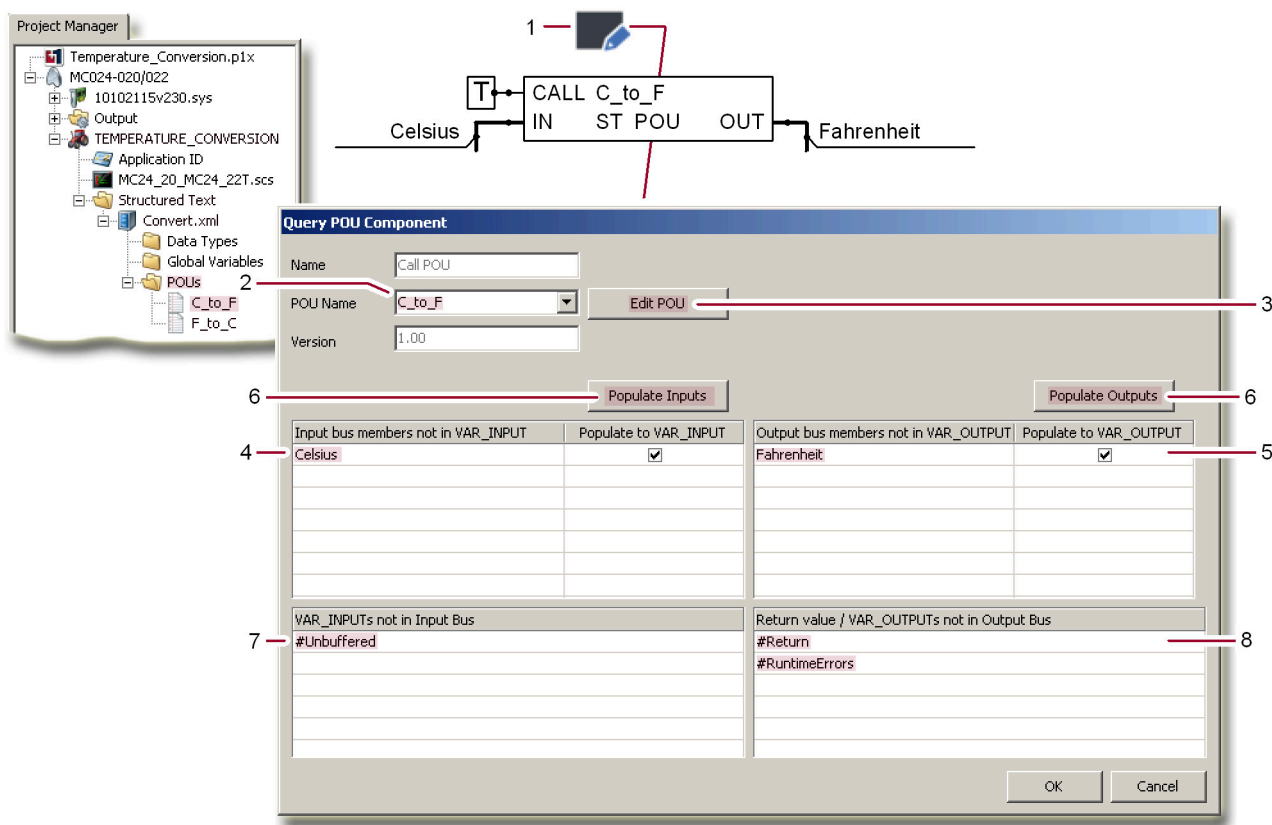 Project Manager
Temperature_Conversion.p1x
MC024-020/022
10102115v230.sys
Output
TEMPERATURE_CONVERSION
Application ID
MC24_20_MC24_22T.scs
Structured Text
Convert.xml
Data Types
Global Variables
POUs
C_to_F
F_to_C
1
T
CALL C_to_F
IN ST POU OUT
Celsius
Fahrenheit
Query POU Component
Name
Call POU
2
POU Name
C_to_F
Edit POU
3
Version
1.00
6
Populate Inputs
Populate Outputs
6
Input bus members not in VAR_INPUT
Populate to VAR_INPUT
Output bus members not in VAR_OUTPUT
Populate to VAR_OUTPUT
4
Celsius
Fahrenheit
5
VAR_INPUTs not in Input Bus
Return value / VAR_OUTPUTs not in Output Bus
7
#Unbuffered
#Return
8
#RuntimeErrors
OK
Cancel